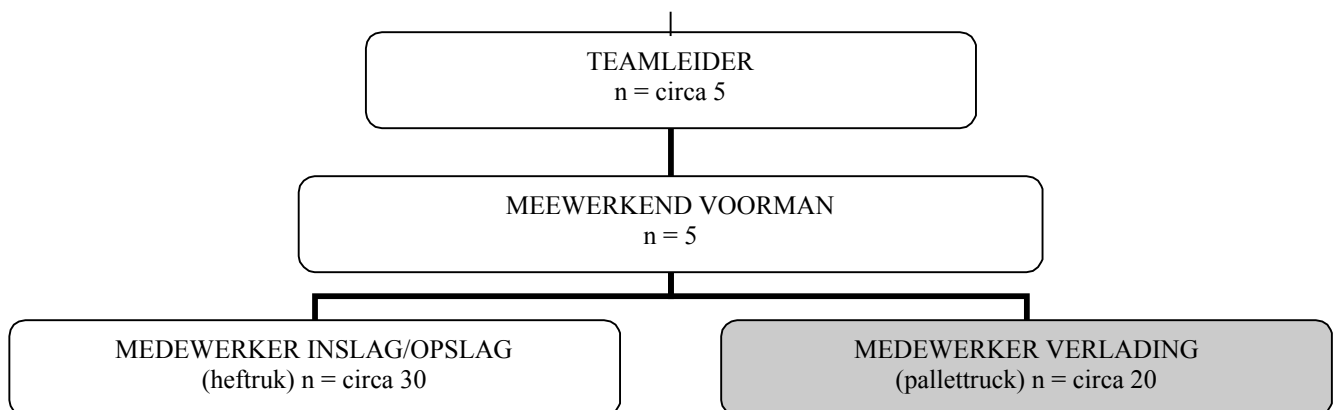 TEAMLEIDER
n = circa 5
MEEWERKEND VOORMAN
n = 5
MEDEWERKER INSLAG/OPSLAG
(heftruk) n = circa 30
MEDEWERKER VERLADING
(pallettruck) n = circa 20